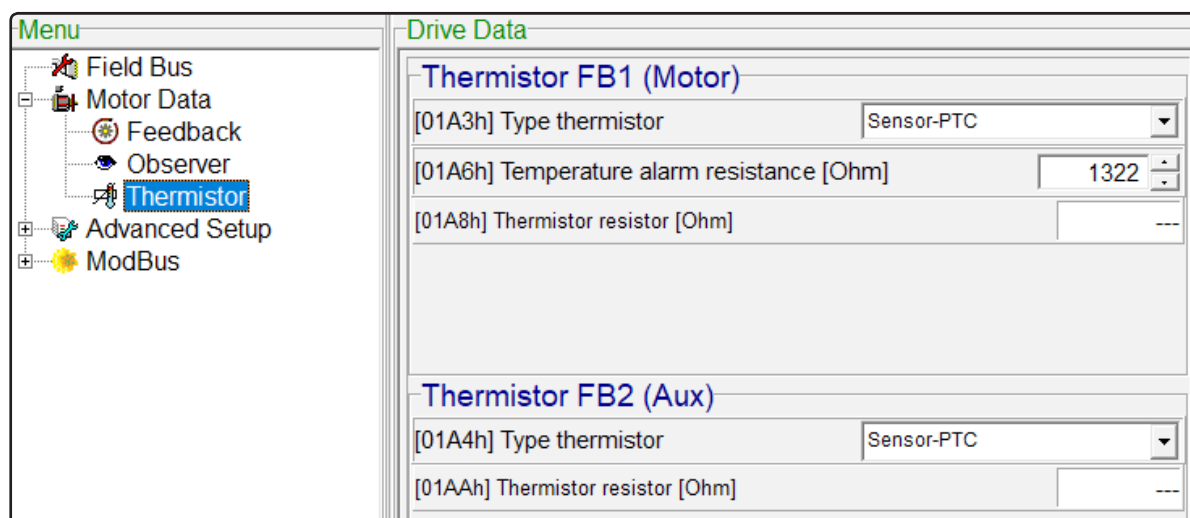 Menu
Field Bus
Motor Data
Feedback
Observer
Thermistor
Advanced Setup
ModBus
Drive Data
Thermistor FB1 (Motor)
[01A3h] Type thermistor Sensor-PTC
[01A6h] Temperature alarm resistance [Ohm] 1322
[01A8h] Thermistor resistor [Ohm] ---
Thermistor FB2 (Aux)
[01A4h] Type thermistor Sensor-PTC
[01AAh] Thermistor resistor [Ohm] ---